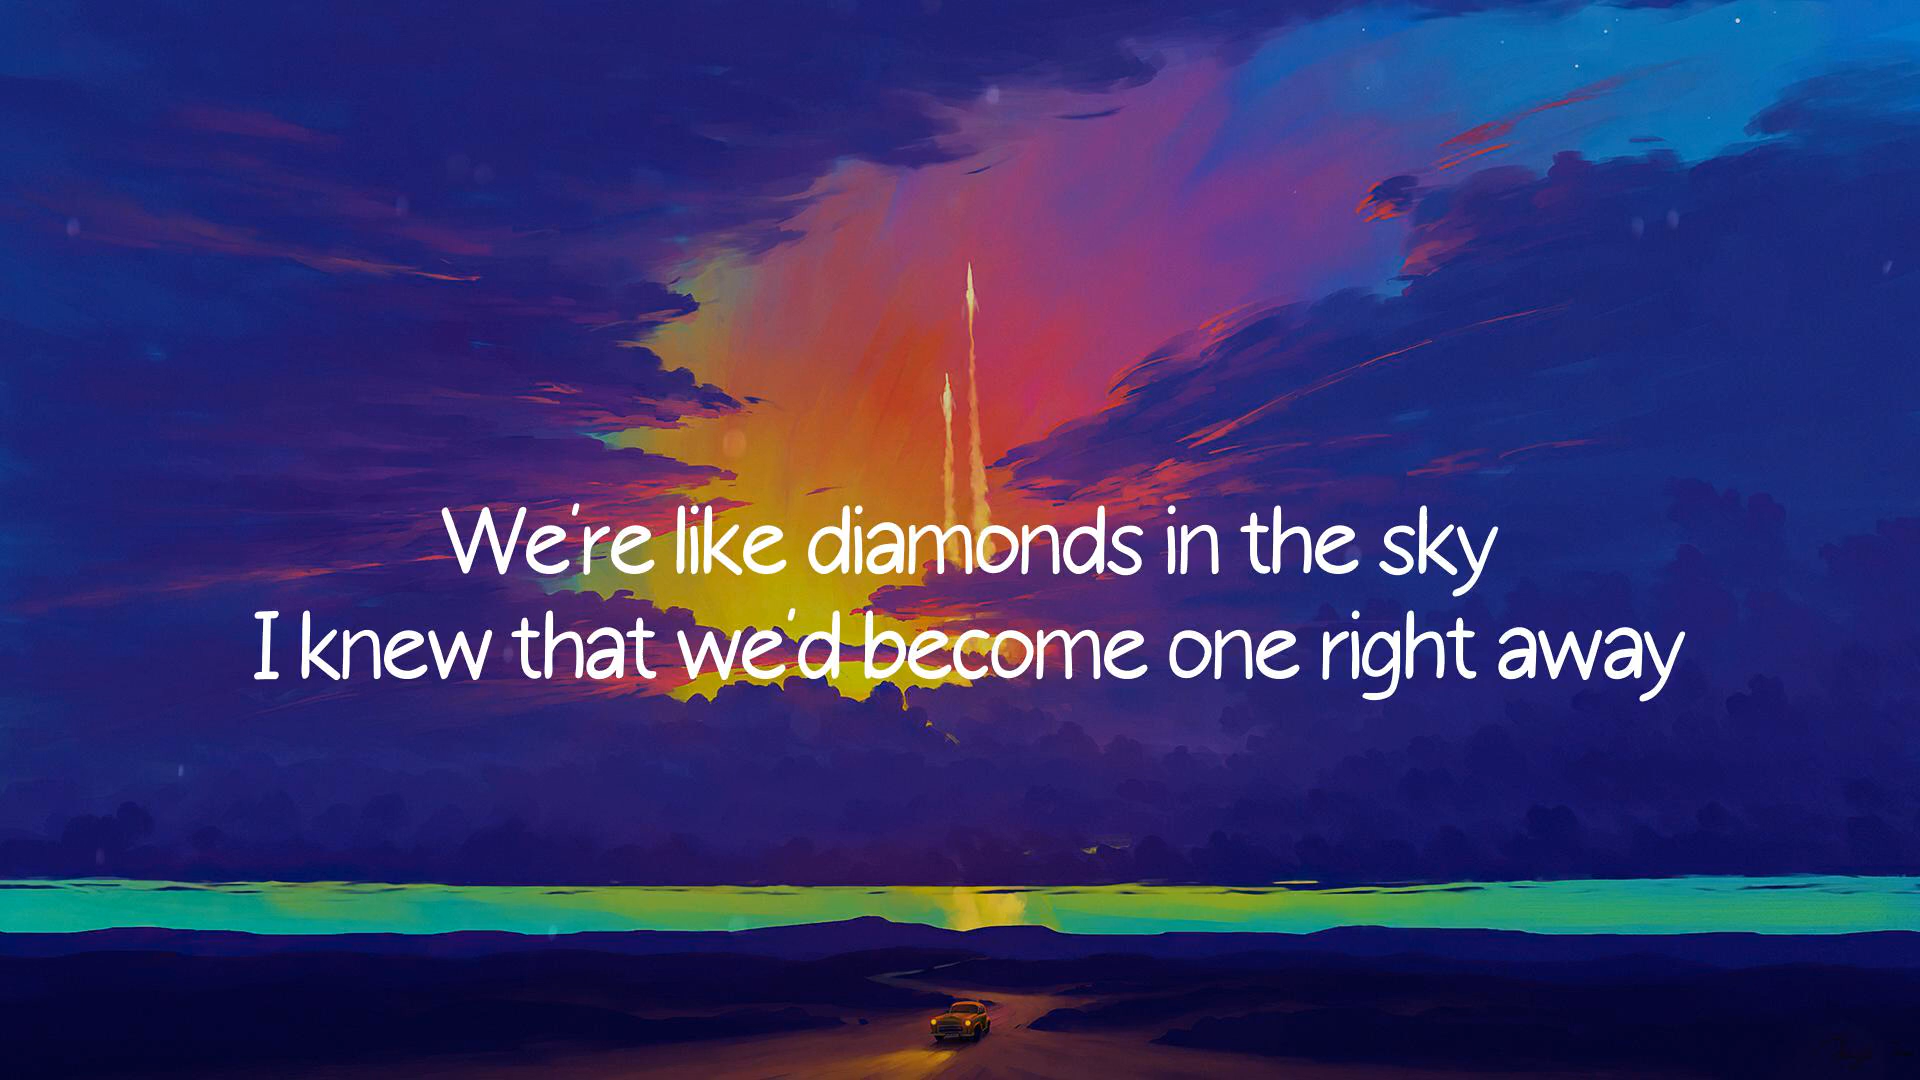 We're like diamonds in the sky
I knew that we'd become one right away